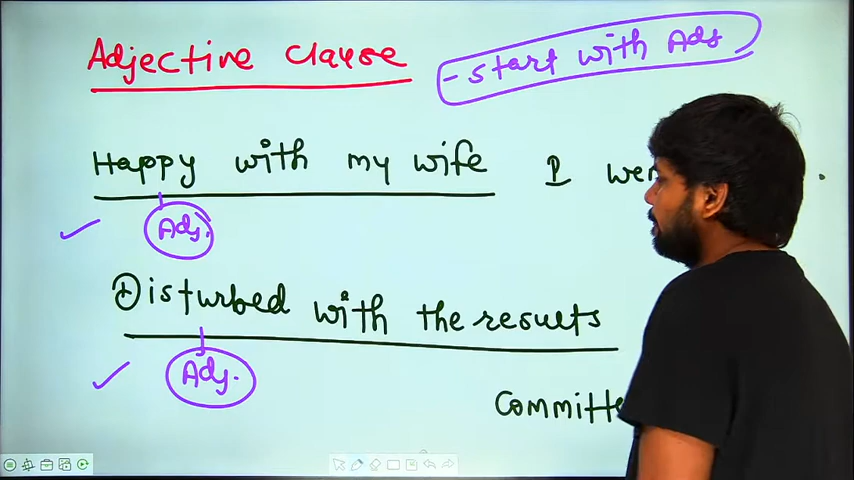 Adjective Clause
- Start with Adj
Happy with my wife I
Adj.
Disturbed with the results
Adj.